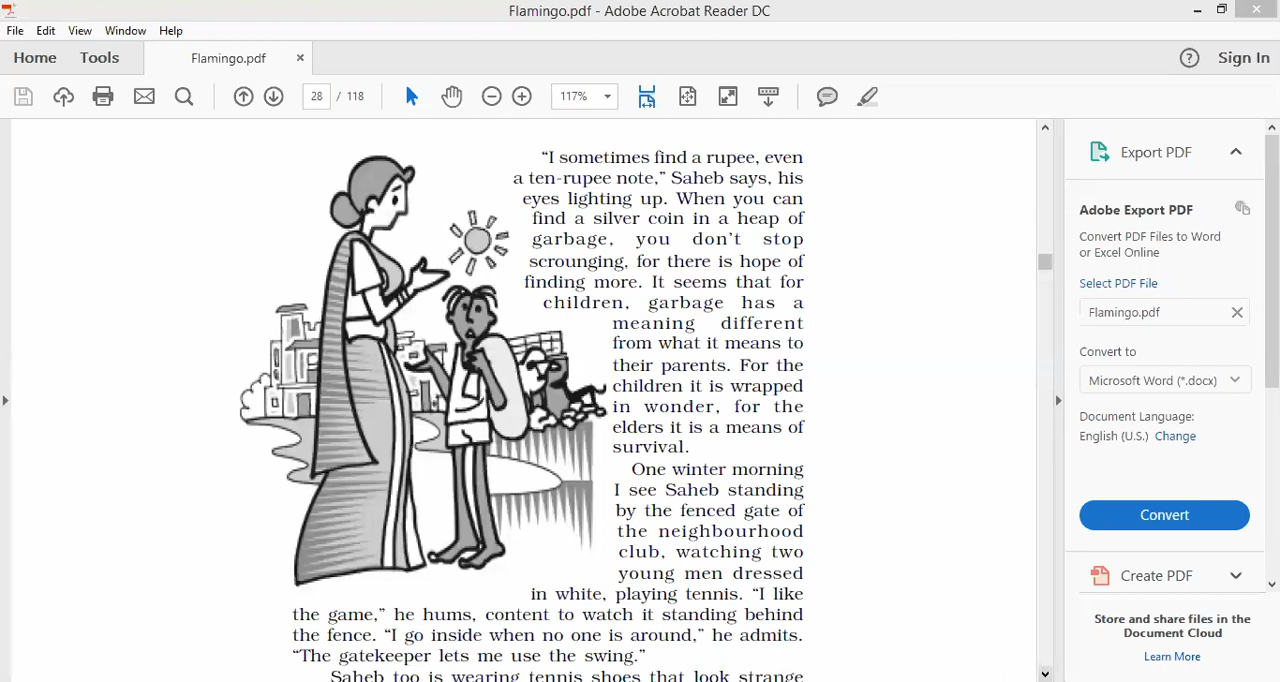 Flamingo.pdf - Adobe Acrobat Reader DC
File Edit View Window Help
Home Tools Flamingo.pdf × ? Sign In
28 / 118 117%
“I sometimes find a rupee, even
a ten-rupee note,” Saheb says, his
eyes lighting up. When you can
find a silver coin in a heap of
garbage, you don’t stop
scrounging, for there is hope of
finding more. It seems that for
children, garbage has a
meaning different
from what it means to
their parents. For the
children it is wrapped
in wonder, for the
elders it is a means of
survival.
One winter morning
I see Saheb standing
by the fenced gate of
the neighbourhood
club, watching two
young men dressed
in white, playing tennis. “I like
the game,” he hums, content to watch it standing behind
the fence. “I go inside when no one is around,” he admits.
“The gatekeeper lets me use the swing.”
Saheb too is wearing tennis shoes that look strange
Export PDF
Adobe Export PDF
Convert PDF Files to Word
or Excel Online
Select PDF File
Flamingo.pdf
Convert to
Microsoft Word (*.docx)
Document Language:
English (U.S.) Change
Convert
Create PDF
Store and share files in the
Document Cloud
Learn More